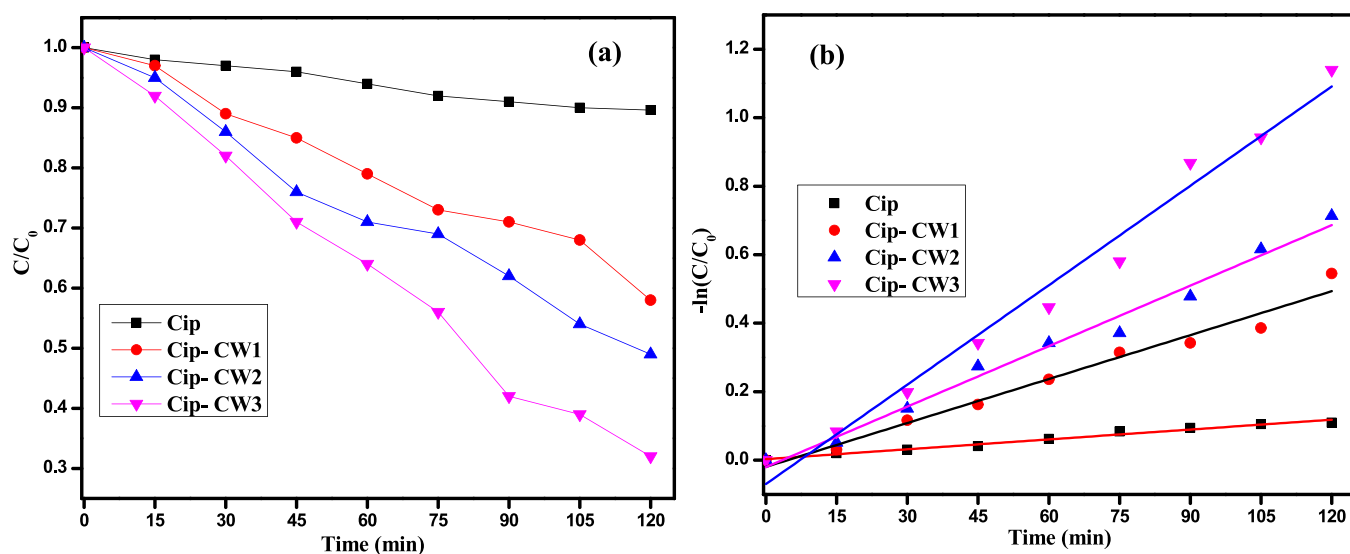 (a)
1.0
0.9
0.8
0.7
0.6
0.5
0.4
0.3
C/C0
Cip
Cip- CW1
Cip- CW2
Cip- CW3
0 15 30 45 60 75 90 105 120
Time (min)
(b)
1.2
1.0
0.8
0.6
0.4
0.2
0.0
-ln(C/C0)
Cip
Cip- CW1
Cip- CW2
Cip- CW3
0 15 30 45 60 75 90 105 120
Time (min)